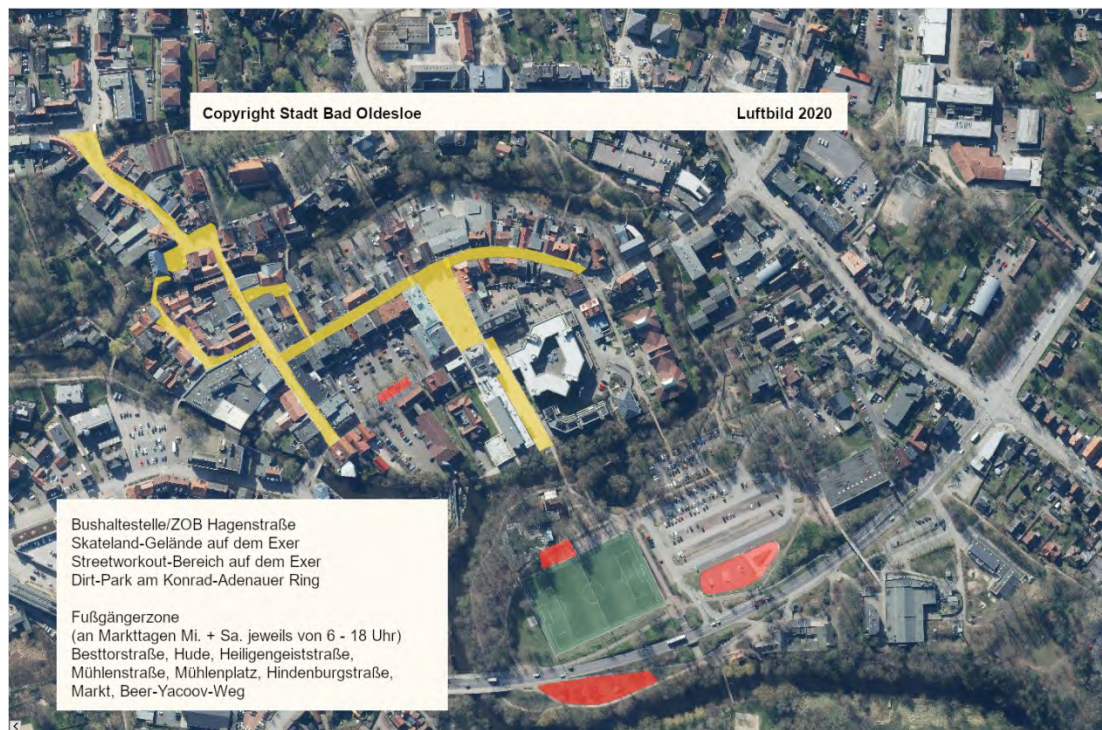 Copyright Stadt Bad Oldesloe Luftbild 2020
Bushaltestelle/ZOB Hagenstraße
Skateland-Gelände auf dem Exer
Streetworkout-Bereich auf dem Exer
Dirt-Park am Konrad-Adenauer Ring
Fußgängerzone
(an Markttagen Mi. + Sa. jeweils von 6 - 18 Uhr)
Besttorstraße, Hude, Heiligengeiststraße,
Mühlenstraße, Mühlenplatz, Hindenburgstraße,
Markt, Beer-Yacoov-Weg